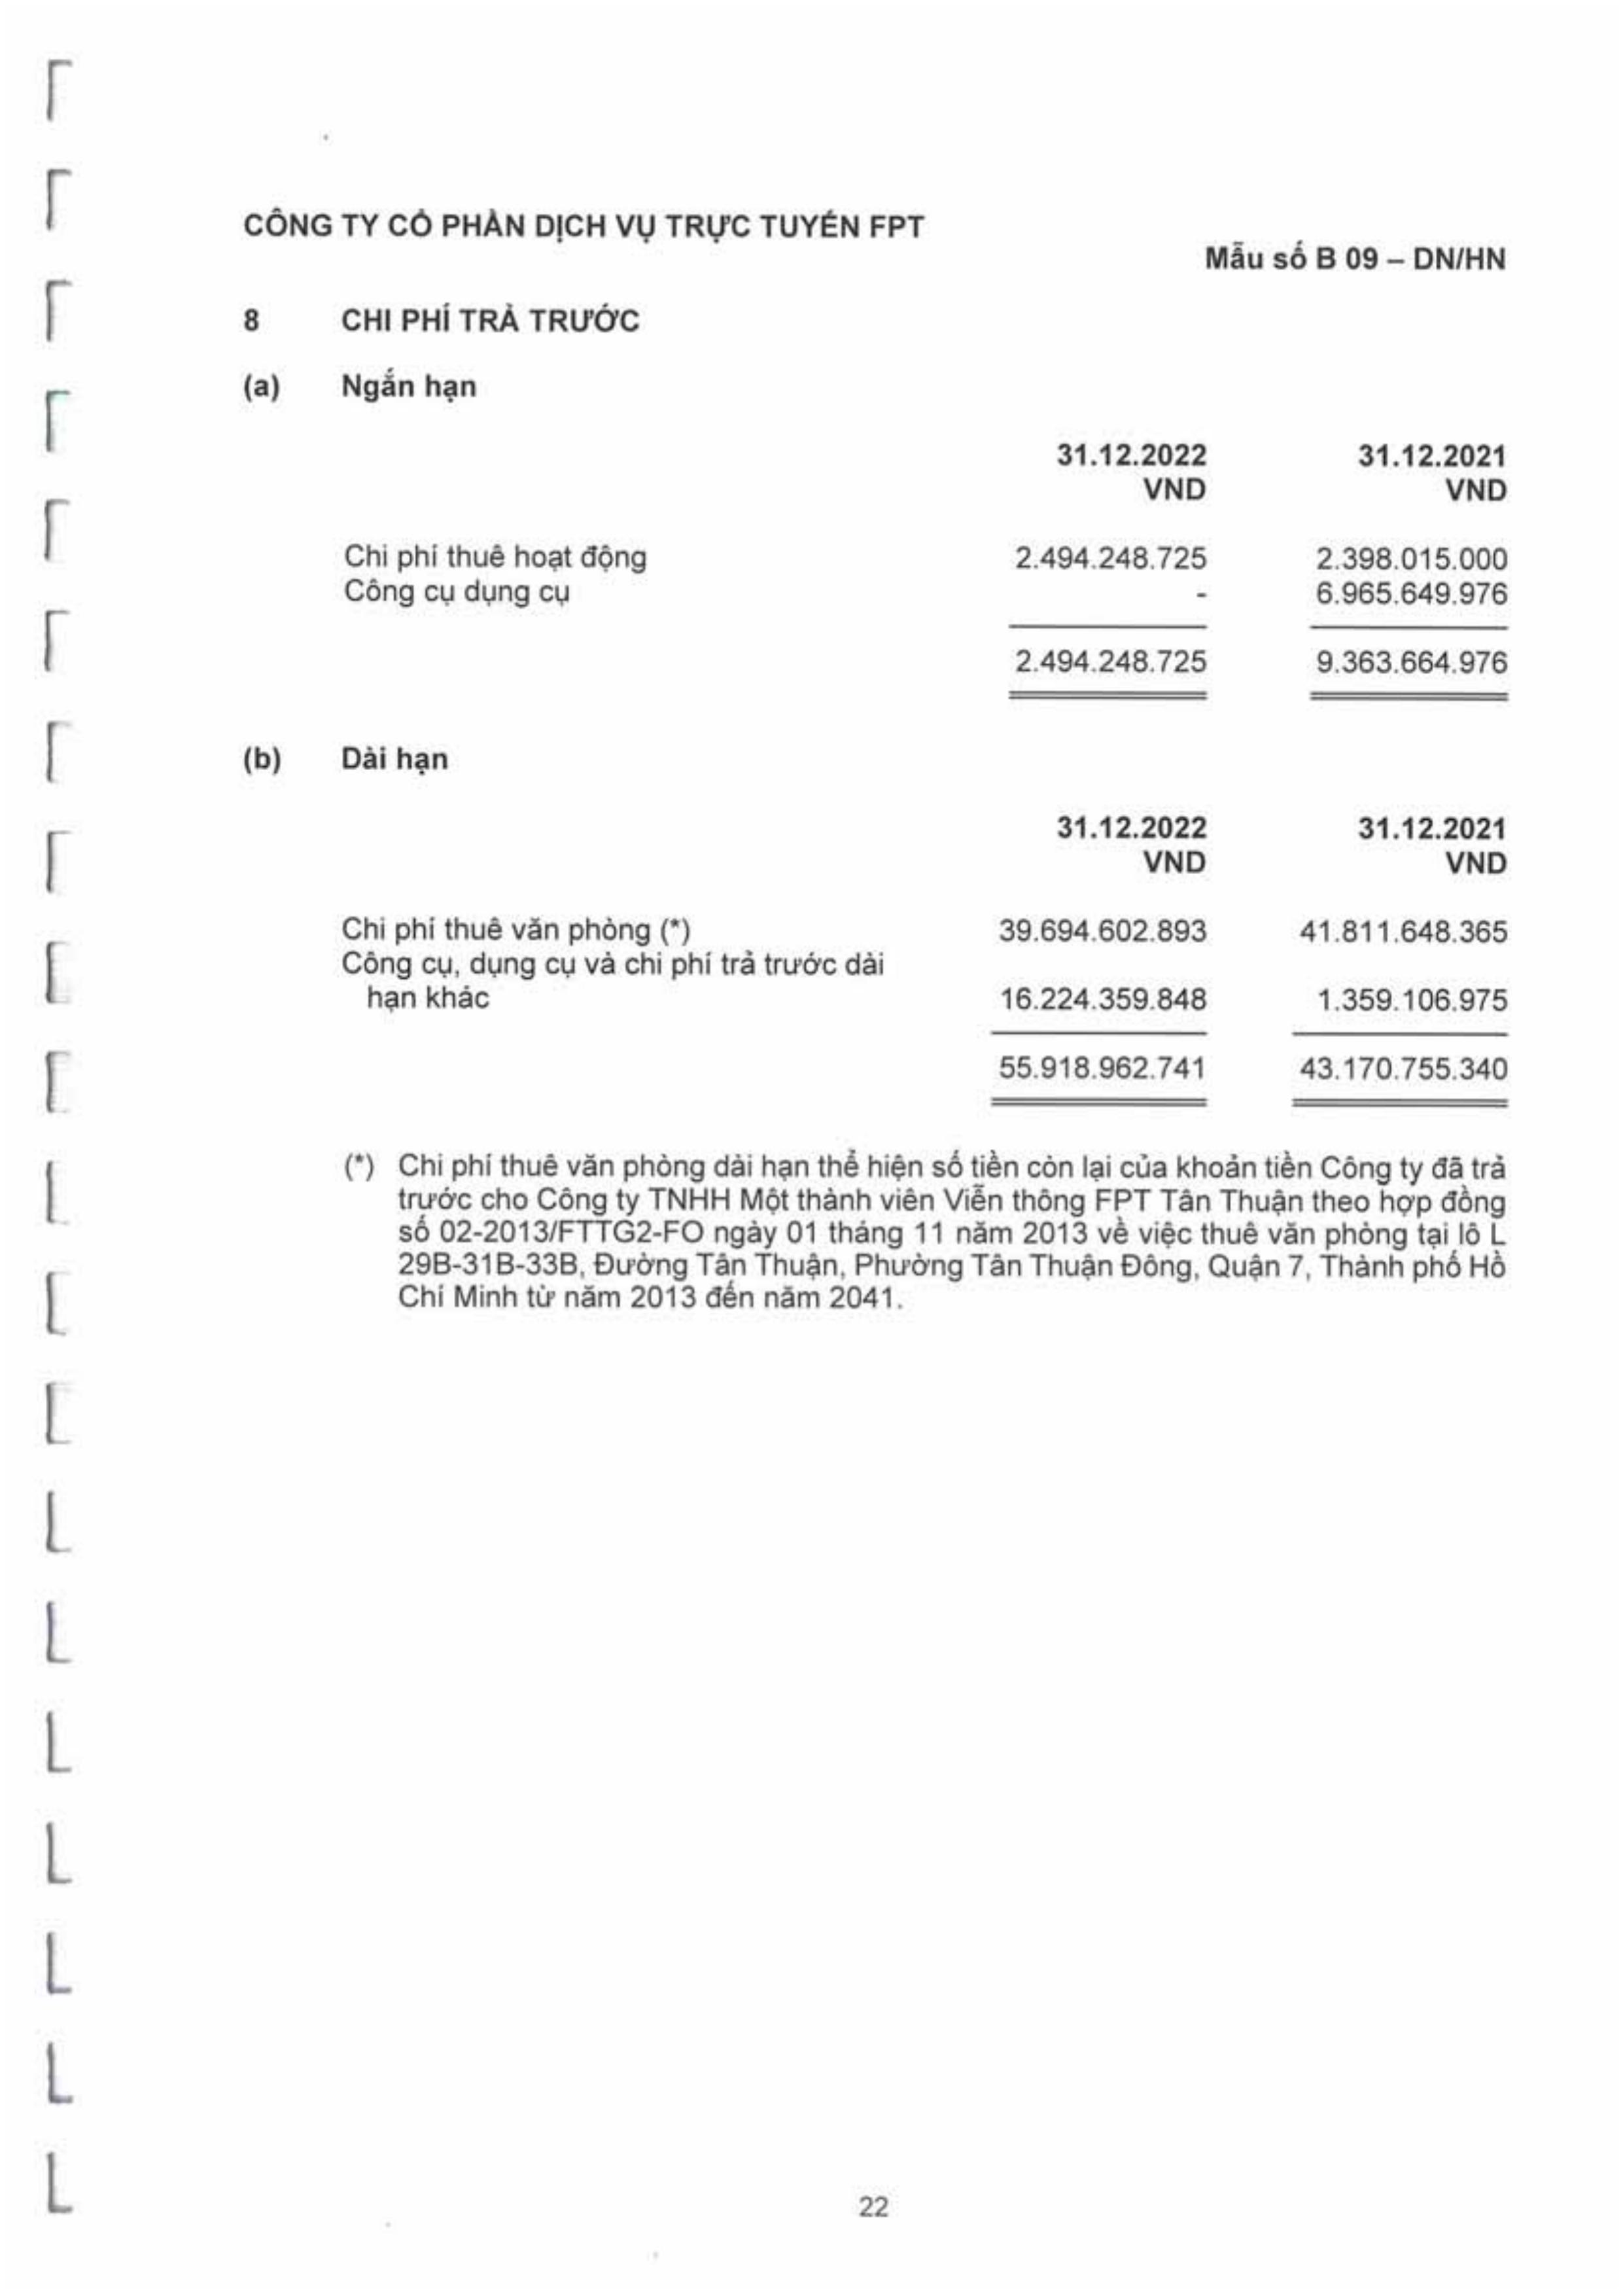 CÔNG TY CỔ PHẦN DỊCH VỤ TRỰC TUYẾN FPT
Mẫu số B 09 – DN/HN
8 CHI PHÍ TRẢ TRƯỚC
(a) Ngắn hạn
31.12.2022 31.12.2021
VND VND
Chi phí thuê hoạt động 2.494.248.725 2.398.015.000
Công cụ dụng cụ - 6.965.649.976
2.494.248.725 9.363.664.976
(b) Dài hạn
31.12.2022 31.12.2021
VND VND
Chi phí thuê văn phòng (*) 39.694.602.893 41.811.648.365
Công cụ, dụng cụ và chi phí trả trước dài
hạn khác 16.224.359.848 1.359.106.975
55.918.962.741 43.170.755.340
(*) Chi phí thuê văn phòng dài hạn thể hiện số tiền còn lại của khoản tiền Công ty đã trả
trước cho Công ty TNHH Một thành viên Viễn thông FPT Tân Thuận theo hợp đồng
số 02-2013/FTTG2-FO ngày 01 tháng 11 năm 2013 về việc thuê văn phòng tại lô L
29B-31B-33B, Đường Tân Thuận, Phường Tân Thuận Đông, Quận 7, Thành phố Hồ
Chí Minh từ năm 2013 đến năm 2041.
22